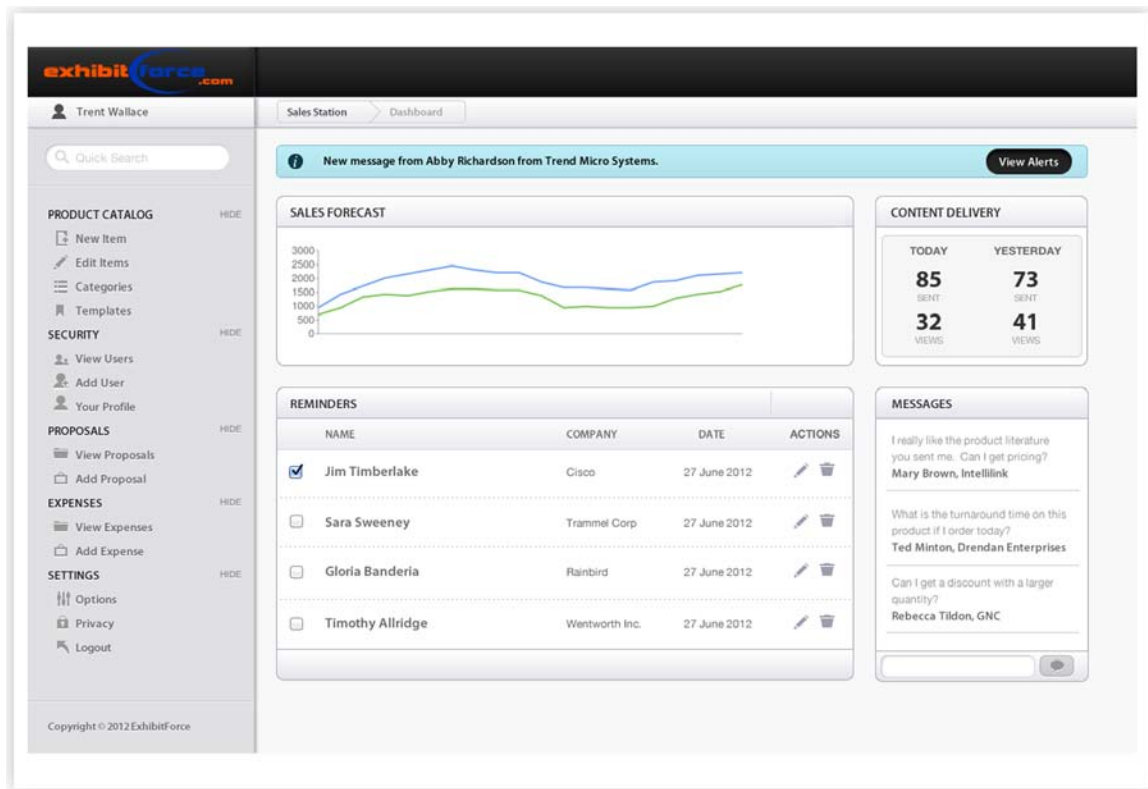 exhibitforce.com
Trent Wallace
Sales Station
Dashboard
Quick Search
New message from Abby Richardson from Trend Micro Systems.
View Alerts
PRODUCT CATALOG
HIDE
New Item
Edit Items
Categories
Templates
SECURITY
HIDE
View Users
Add User
Your Profile
PROPOSALS
HIDE
View Proposals
Add Proposal
EXPENSES
HIDE
View Expenses
Add Expense
SETTINGS
HIDE
Options
Privacy
Logout
Copyright © 2012 ExhibitForce
SALES FORECAST
3000
2500
2000
1500
1000
500
0
CONTENT DELIVERY
TODAY YESTERDAY
85 73
SENT SENT
32 41
VIEWS VIEWS
REMINDERS
NAME COMPANY DATE ACTIONS
Jim Timberlake Cisco 27 June 2012
Sara Sweeney Trammel Corp 27 June 2012
Gloria Banderia Rainbird 27 June 2012
Timothy Allridge Wentworth Inc. 27 June 2012
MESSAGES
I really like the product literature
you sent me. Can I get pricing?
Mary Brown, Intellilink
What is the turnaround time on this
product if I order today?
Ted Minton, Drendan Enterprises
Can I get a discount with a larger
quantity?
Rebecca Tildon, GNC